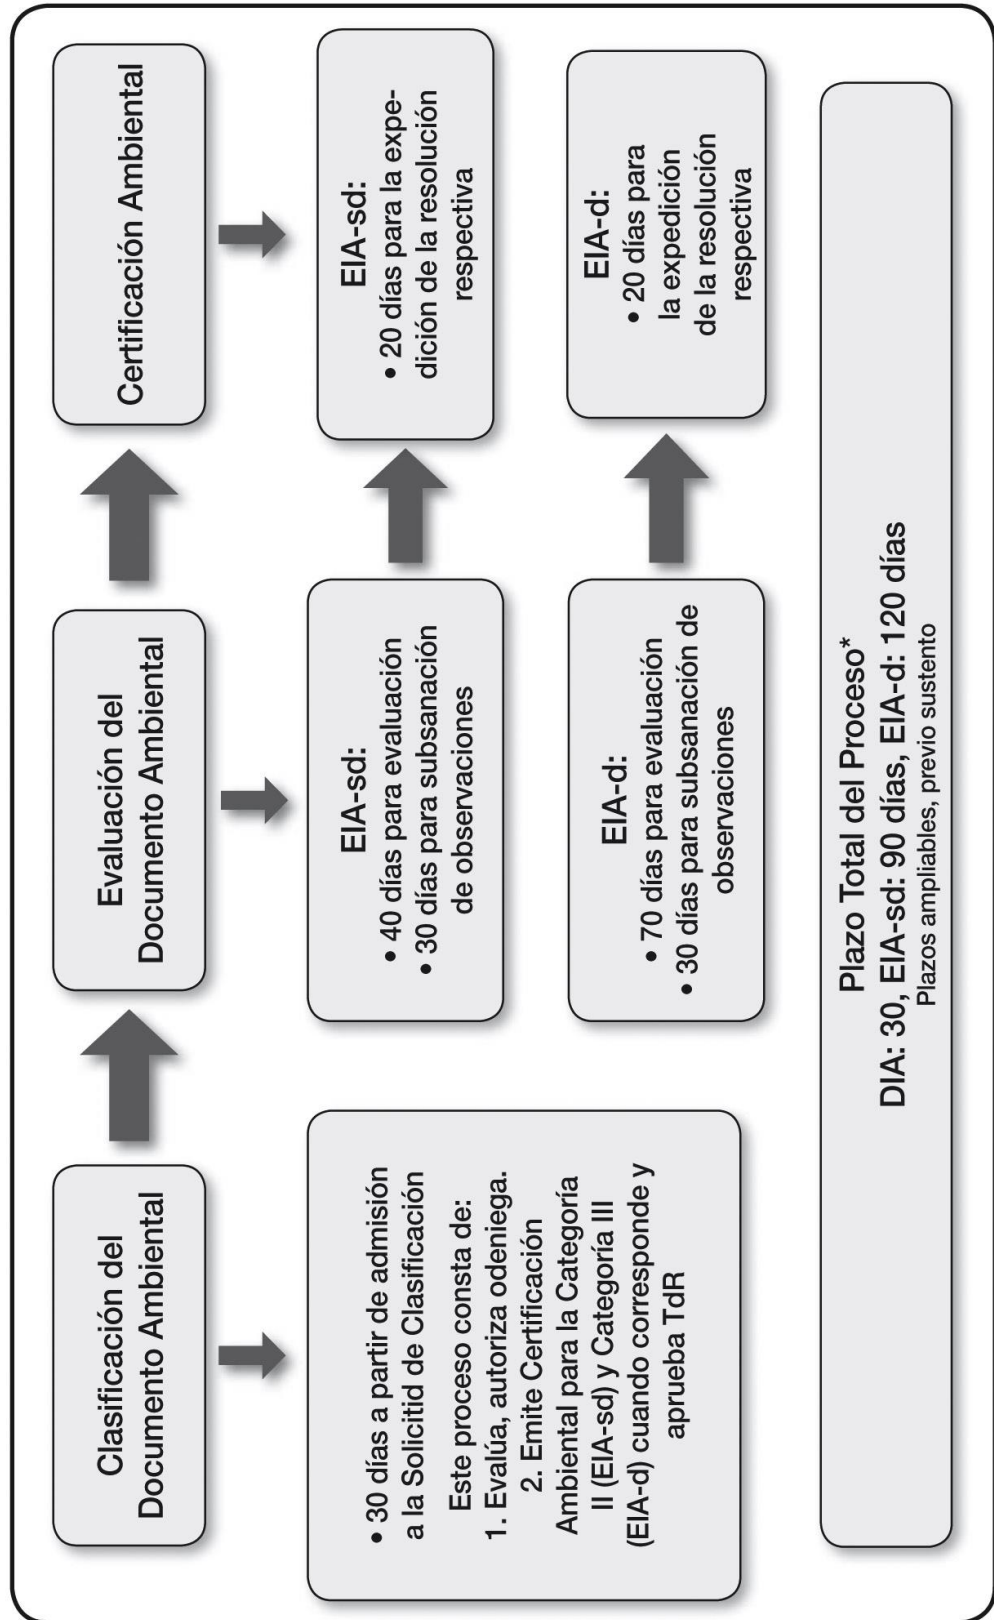 Clasificación del
Documento Ambiental
Evaluación del
Documento Ambiental
Certificación Ambiental
• 30 días a partir de admisión
a la Solicitid de Clasificación
Este proceso consta de:
1. Evalúa, autoriza odeniega.
2. Emite Certificación
Ambiental para la Categoría
II (EIA-sd) y Categoría III
(EIA-d) cuando corresponde y
aprueba TdR
EIA-sd:
• 40 días para evaluación
• 30 días para subsanación
de observaciones
EIA-sd:
• 20 días para la expe-
dición de la resolución
respectiva
EIA-d:
• 70 días para evaluación
• 30 días para subsanación de
observaciones
EIA-d:
• 20 días para
la expedición
de la resolución
respectiva
Plazo Total del Proceso*
DIA: 30, EIA-sd: 90 días, EIA-d: 120 días
Plazos ampliables, previo sustento